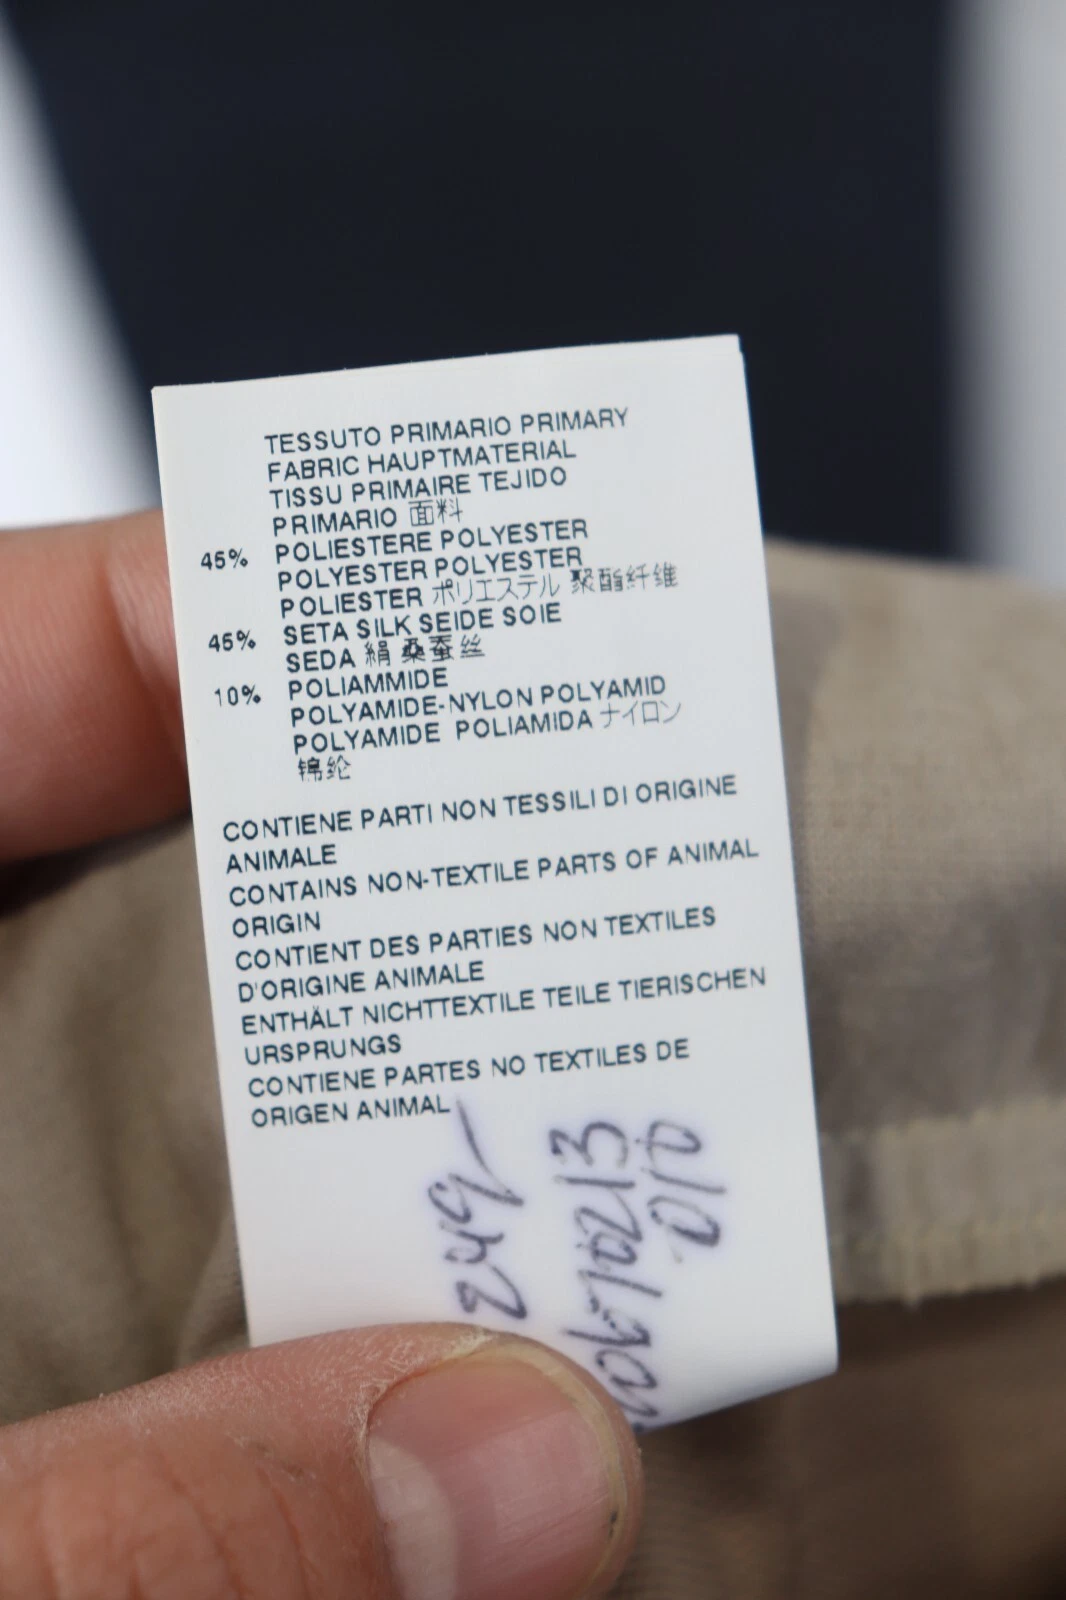 TESSUTO PRIMARIO PRIMARY
FABRIC HAUPTMATERIAL
TISSU PRIMAIRE TEJIDO
PRIMARIO 面料
45% POLIESTERE POLYESTER
POLYESTER POLYESTER
POLIESTER ポリエステル 聚酯纤维
45% SETA SILK SEIDE SOIE
SEDA 絹 桑蚕丝
10% POLIAMMIDE
POLYAMIDE-NYLON POLYAMID
POLYAMIDE POLIAMIDA ナイロン
锦纶
CONTIENE PARTI NON TESSILI DI ORIGINE
ANIMALE
CONTAINS NON-TEXTILE PARTS OF ANIMAL
ORIGIN
CONTIENT DES PARTIES NON TEXTILES
D'ORIGINE ANIMALE
ENTHÄLT NICHTTEXTILE TEILE TIERISCHEN
URSPRUNGS
CONTIENE PARTES NO TEXTILES DE
ORIGEN ANIMAL
249-